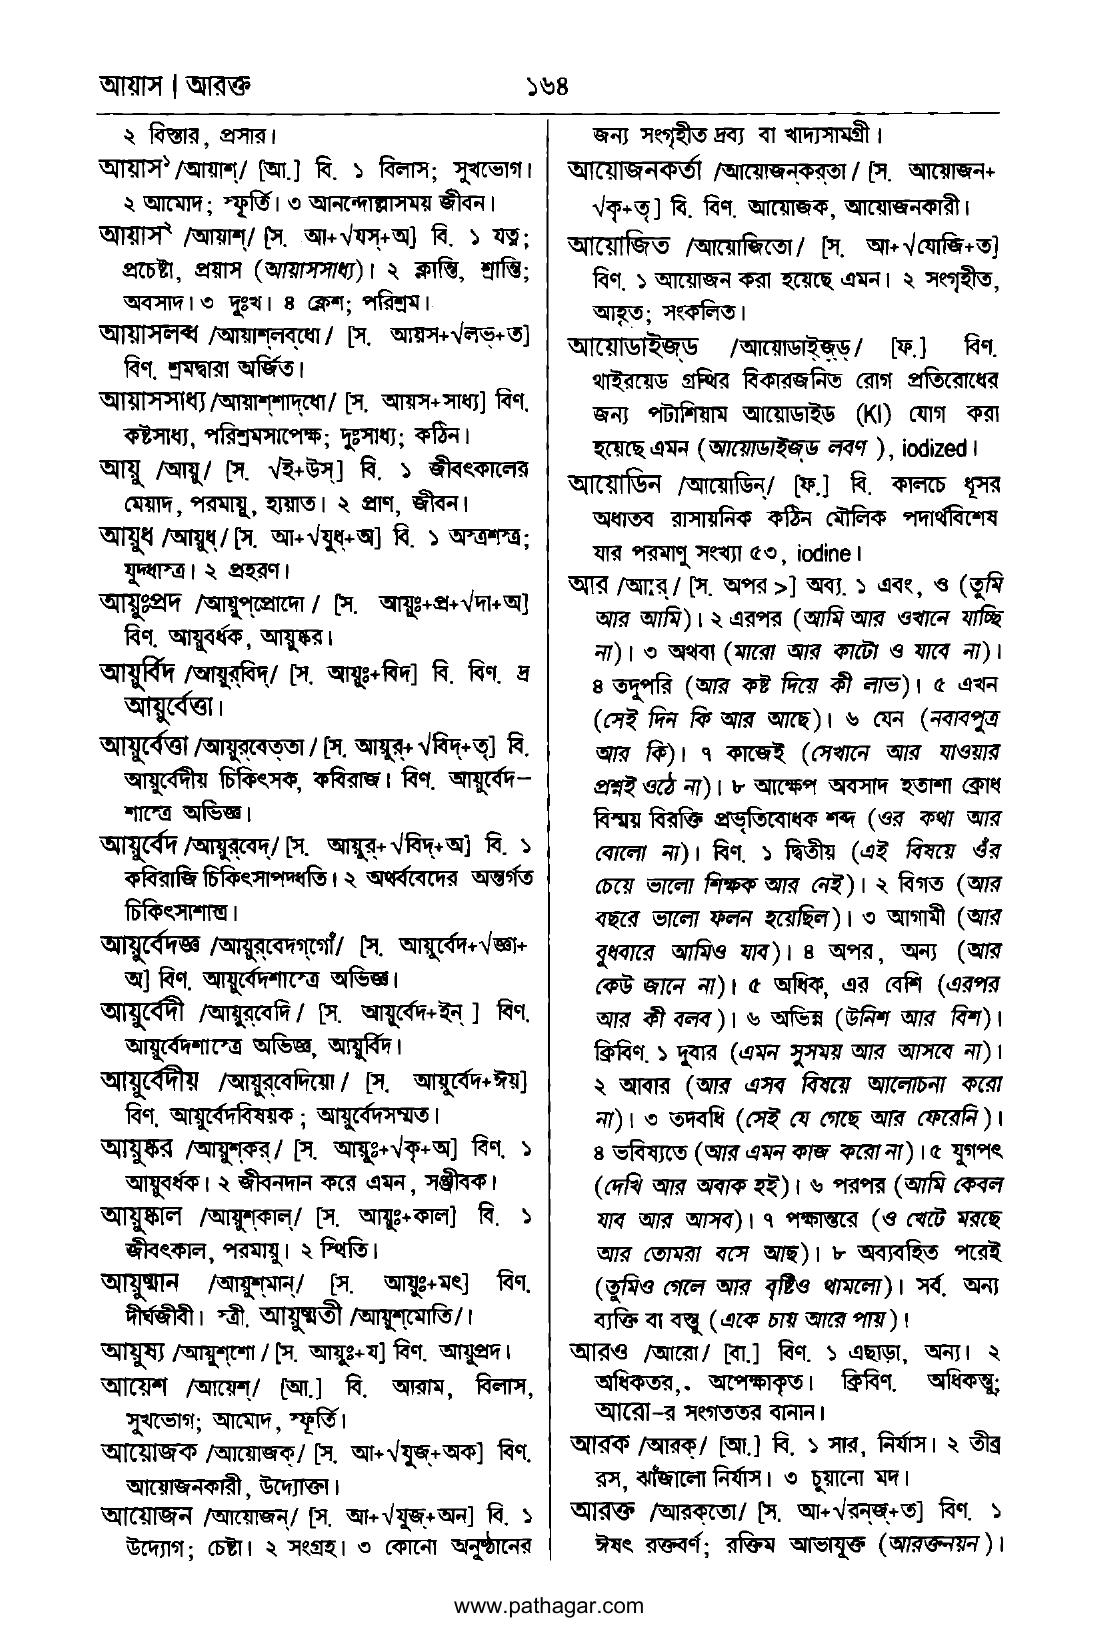 আয়াস | আরক্ত
১৬৪
২ বিস্তার, প্রসার।
আয়াস১ /আয়াশ্/ [আ.] বি. ১ বিলাস; সুখভোগ।
২ আমোদ; স্ফূর্তি। ৩ আনন্দোল্লাসময় জীবন।
আয়াস২ /আয়াশ্/ [স. আ+√যস্+অ] বি. ১ যত্ন;
প্রচেষ্টা, প্রয়াস (আয়াসসাধ্য)। ২ ক্লান্তি, শ্রান্তি;
অবসাদ। ৩ দুঃখ। ৪ ক্লেশ; পরিশ্রম।
আয়াসলব্ধ /আয়াশ্‌লব্‌ধো/ [স. আয়স+√লভ্+ত]
বিণ. শ্রমদ্বারা অর্জিত।
আয়াসসাধ্য /আয়াশ্‌শাদ্‌ধো/ [স. আয়স+সাধ্য] বিণ.
কষ্টসাধ্য, পরিশ্রমসাপেক্ষ; দুঃসাধ্য; কঠিন।
আয়ু /আয়ু/ [স. √ই+উস্] বি. ১ জীবৎকালের
মেয়াদ, পরমায়ু, হায়াত। ২ প্রাণ, জীবন।
আয়ুধ /আয়ুধ্/ [স. আ+√যুধ্+অ] বি. ১ অস্ত্রশস্ত্র;
যুদ্ধাস্ত্র। ২ প্রহরণ।
আয়ুঃপ্রদ /আয়ুপ্‌প্রোদো/ [স. আয়ুঃ+প্র+√দা+অ]
বিণ. আয়ুবর্ধক, আয়ুষ্কর।
আয়ুর্বিদ /আয়ুর্‌বিদ্/ [স. আয়ুঃ+বিদ] বি. বিণ. দ্র
আয়ুর্বেত্তা।
আয়ুর্বেত্তা /আয়ুর্‌বেত্‌তা/ [স. আয়ুর্+√বিদ্+তৃ] বি.
আয়ুর্বেদীয় চিকিৎসক, কবিরাজ। বিণ. আয়ুর্বেদ–
শাস্ত্রে অভিজ্ঞ।
আয়ুর্বেদ /আয়ুর্‌বেদ্/ [স. আয়ুর্+√বিদ্+অ] বি. ১
কবিরাজি চিকিৎসাপদ্ধতি। ২ অথর্ববেদের অন্তর্গত
চিকিৎসাশাস্ত্র।
আয়ুর্বেদজ্ঞ /আয়ুর্‌বেদগ্‌গোঁ/ [স. আয়ুর্বেদ+√জ্ঞা+
অ] বিণ. আয়ুর্বেদশাস্ত্রে অভিজ্ঞ।
আয়ুর্বেদী /আয়ুর্‌বেদি/ [স. আয়ুর্বেদ+ইন্ ] বিণ.
আয়ুর্বেদশাস্ত্রে অভিজ্ঞ, আয়ুর্বিদ।
আয়ুর্বেদীয় /আয়ুর্‌বেদিয়ো/ [স. আয়ুর্বেদ+ঈয়]
বিণ. আয়ুর্বেদবিষয়ক; আয়ুর্বেদসম্মত।
আয়ুষ্কর /আয়ুশ্‌কর্/ [স. আয়ুঃ+√কৃ+অ] বিণ. ১
আয়ুবর্ধক। ২ জীবনদান করে এমন, সঞ্জীবক।
আয়ুষ্কাল /আয়ুশ্‌কাল্/ [স. আয়ুঃ+কাল] বি. ১
জীবৎকাল, পরমায়ু। ২ স্থিতি।
আয়ুষ্মান /আয়ুশ্‌মান্/ [স. আয়ুঃ+মৎ] বিণ.
দীর্ঘজীবী। স্ত্রী. আয়ুষ্মতী /আয়ুশ্‌মোতি/।
আয়ুষ্য /আয়ুশ্‌শো/ [স. আয়ুঃ+য] বিণ. আয়ুপ্রদ।
আয়েশ /আয়েশ্/ [আ.] বি. আরাম, বিলাস,
সুখভোগ; আমোদ, স্ফূর্তি।
আয়োজক /আয়োজক্/ [স. আ+√যুজ্+অক] বিণ.
আয়োজনকারী, উদ্যোক্তা।
আয়োজন /আয়োজন্/ [স. আ+√যুজ্+অন] বি. ১
উদ্যোগ; চেষ্টা। ২ সংগ্রহ। ৩ কোনো অনুষ্ঠানের
জন্য সংগৃহীত দ্রব্য বা খাদ্যসামগ্রী।
আয়োজনকর্তা /আয়োজন্‌কর্‌তা/ [স. আয়োজন+
√কৃ+তৃ] বি. বিণ. আয়োজক, আয়োজনকারী।
আয়োজিত /আয়োজিতো/ [স. আ+√যোজি+ত]
বিণ. ১ আয়োজন করা হয়েছে এমন। ২ সংগৃহীত,
আহৃত; সংকলিত।
আয়োডাইজ্‌ড /আয়োডাইজ্‌ড্/ [ফ.] বিণ.
থাইরয়েড গ্রন্থির বিকারজনিত রোগ প্রতিরোধের
জন্য পটাশিয়াম আয়োডাইড (KI) যোগ করা
হয়েছে এমন (আয়োডাইজ্‌ড লবণ ), iodized।
আয়োডিন /আয়োডিন্/ [ফ.] বি. কালচে ধূসর
অধাতব রাসায়নিক কঠিন মৌলিক পদার্থবিশেষ
যার পরমাণু সংখ্যা ৫৩, iodine।
আর /আ:র্/ [স. অপর >] অব্য. ১ এবং, ও (তুমি
আর আমি)। ২ এরপর (আমি আর ওখানে যাচ্ছি
না)। ৩ অথবা (মারো আর কাটো ও যাবে না)।
৪ তদুপরি (আর কষ্ট দিয়ে কী লাভ)। ৫ এখন
(সেই দিন কি আর আছে)। ৬ যেন (নবাবপুত্র
আর কি)। ৭ কাজেই (সেখানে আর যাওয়ার
প্রশ্নই ওঠে না)। ৮ আক্ষেপ অবসাদ হতাশা ক্রোধ
বিস্ময় বিরক্তি প্রভৃতিবোধক শব্দ (ওর কথা আর
বোলো না)। বিণ. ১ দ্বিতীয় (এই বিষয়ে ওঁর
চেয়ে ভালো শিক্ষক আর নেই)। ২ বিগত (আর
বছরে ভালো ফলন হয়েছিল)। ৩ আগামী (আর
বুধবারে আমিও যাব)। ৪ অপর, অন্য (আর
কেউ জানে না)। ৫ অধিক, এর বেশি (এরপর
আর কী বলব)। ৬ অভিন্ন (উনিশ আর বিশ)।
ক্রিবিণ. ১ দুবার (এমন সুসময় আর আসবে না)।
২ আবার (আর এসব বিষয়ে আলোচনা করো
না)। ৩ তদবধি (সেই যে গেছে আর ফেরেনি)।
৪ ভবিষ্যতে (আর এমন কাজ করো না)। ৫ যুগপৎ
(দেখি আর অবাক হই)। ৬ পরপর (আমি কেবল
যাব আর আসব)। ৭ পক্ষান্তরে (ও খেটে মরছে
আর তোমরা বসে আছ)। ৮ অব্যবহিত পরেই
(তুমিও গেলে আর বৃষ্টিও থামলো)। সর্ব. অন্য
ব্যক্তি বা বস্তু (একে চায় আরে পায়)।
আরও /আরো/ [বা.] বিণ. ১ এছাড়া, অন্য। ২
অধিকতর,. অপেক্ষাকৃত। ক্রিবিণ. অধিকন্তু;
আরো–র সংগততর বানান।
আরক /আরক্/ [আ.] বি. ১ সার, নির্যাস। ২ তীব্র
রস, ঝাঁজালো নির্যাস। ৩ চুয়ানো মদ।
আরক্ত /আরক্‌তো/ [স. আ+√রনজ্+ত] বিণ. ১
ঈষৎ রক্তবর্ণ; রক্তিম আভাযুক্ত (আরক্তনয়ন)।
www.pathagar.com